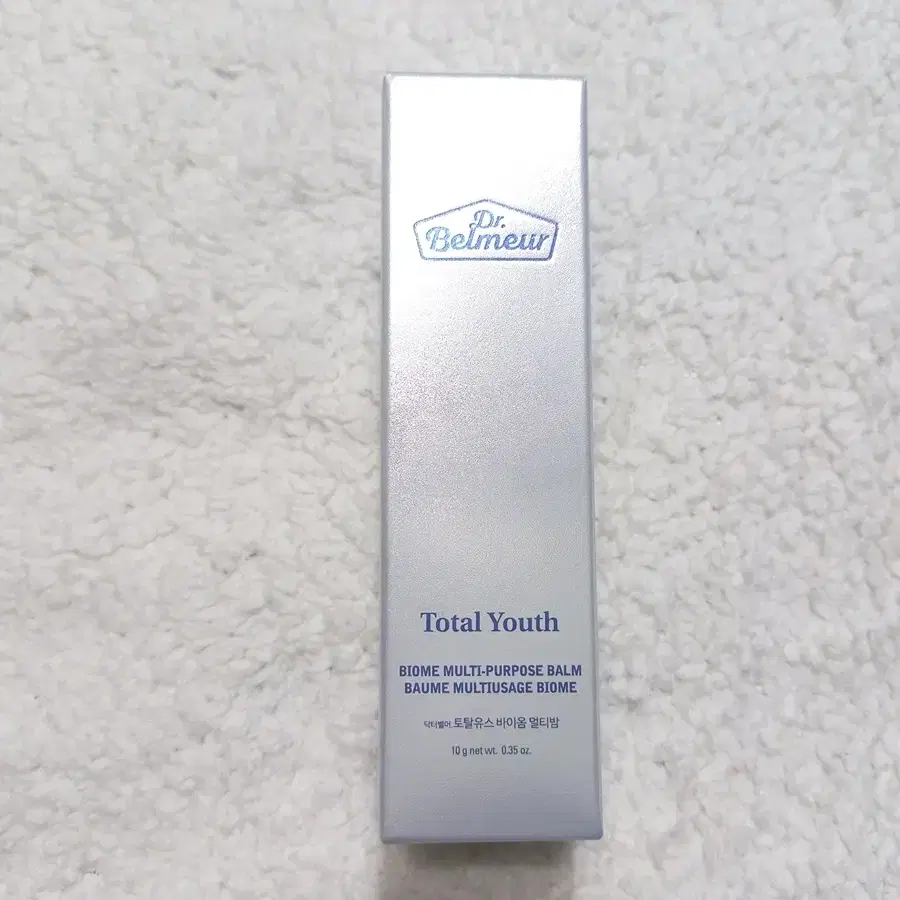 Dr.
Belmeur
Total Youth
BIOME MULTI-PURPOSE BALM
BAUME MULTIUSAGE BIOME
닥터벨머 토탈유스 바이옴 멀티밤
10 g net wt. 0.35 oz.